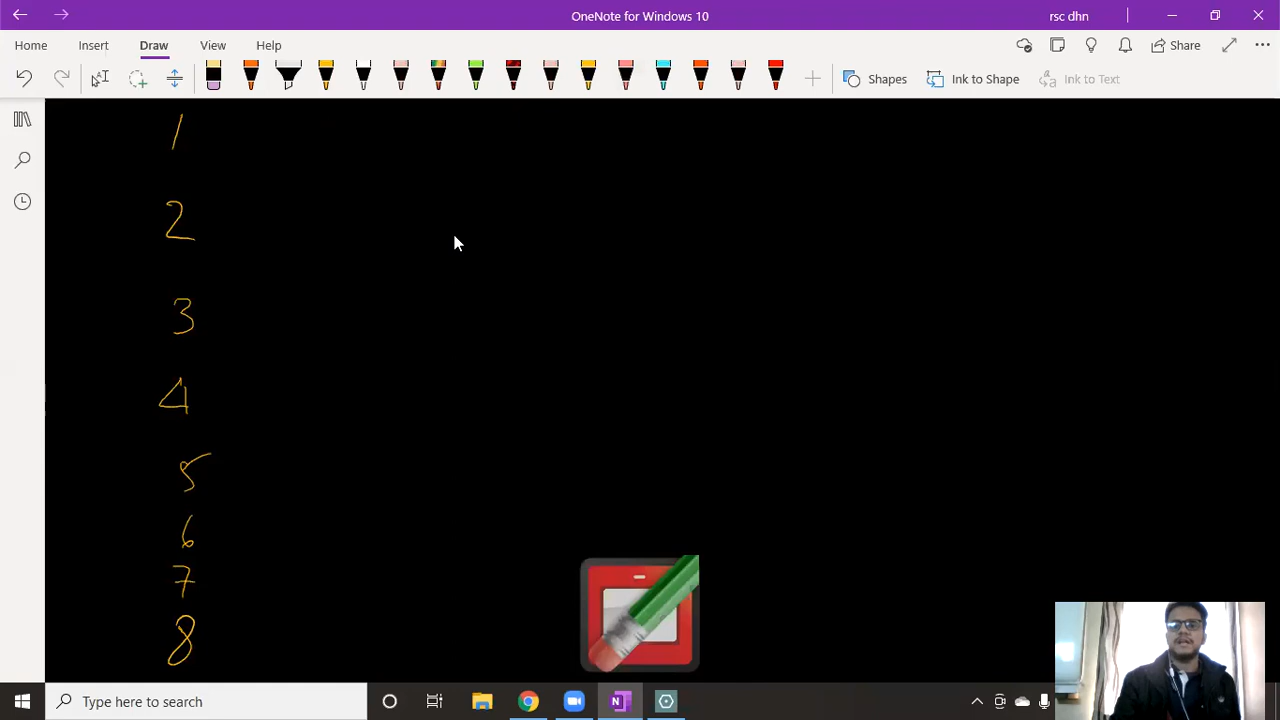 OneNote for Windows 10
rsc dhn
Home Insert Draw View Help
Share
Shapes
Ink to Shape
Ink to Text
1
2
3
4
5
6
7
8
Type here to search